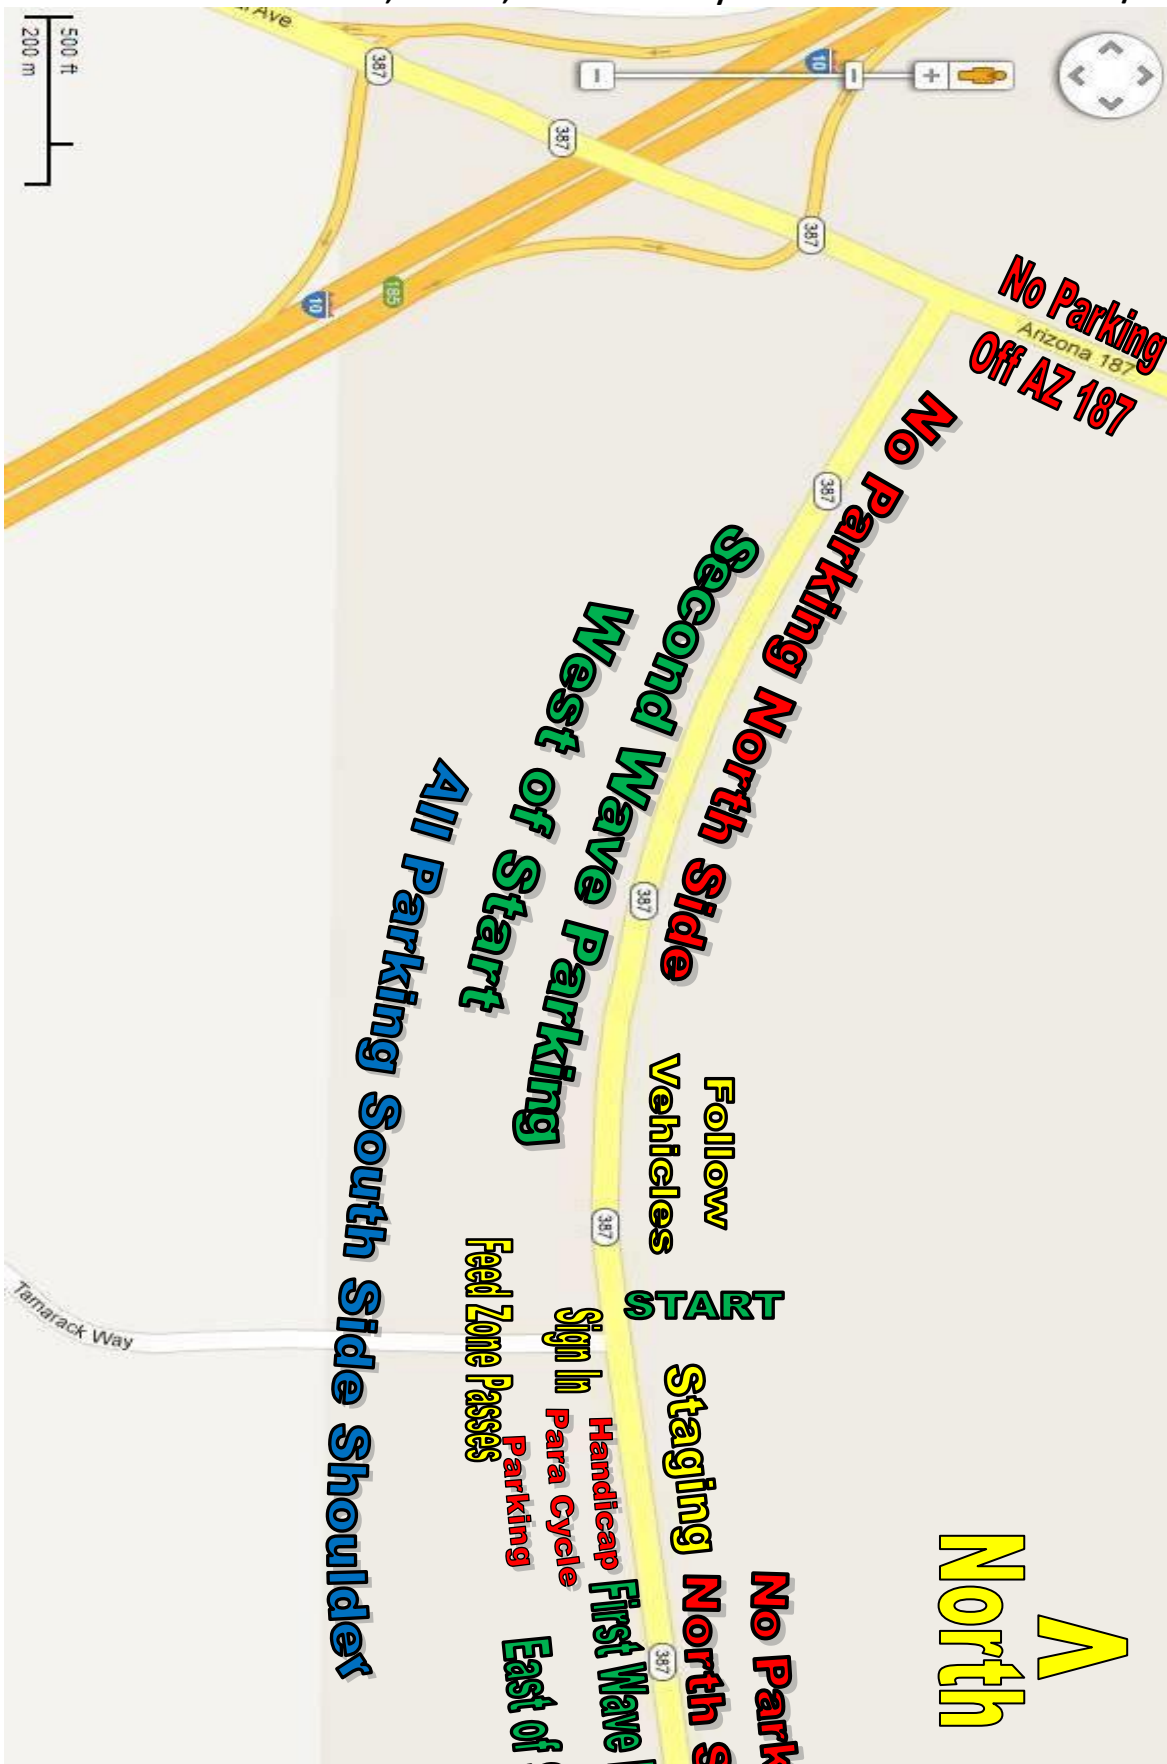 al Ave
500 ft
200 m
387
10
387
387
185
10
No Parking
Arizona 187
Off AZ 187
387
No Parking North Side
Second Wave Parking
West of Start
All Parking South Side Shoulder
387
Follow
Vehicles
387
START
Tamarack Way
Sign In
Feed Zone Passes
Staging
Handicap
Para Cycle
Parking
No Park
North S
387
First Wave
East of
>
North